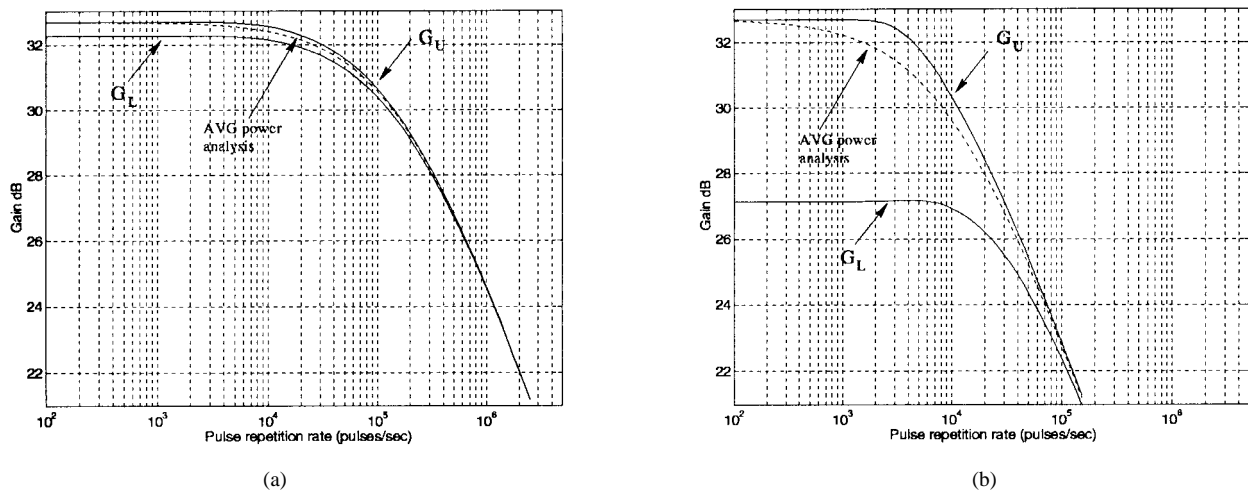 32
30
28
26
24
22
Gain dB
G_U
G_L
AVG power
analysis
10^2
10^3
10^4
10^5
10^6
Pulse repetition rate (pulses/sec)
(a)
32
30
28
26
24
22
Gain dB
G_U
AVG power
analysis
G_L
10^2
10^3
10^4
10^5
10^6
Pulse repetition rate (pulses/sec)
(b)